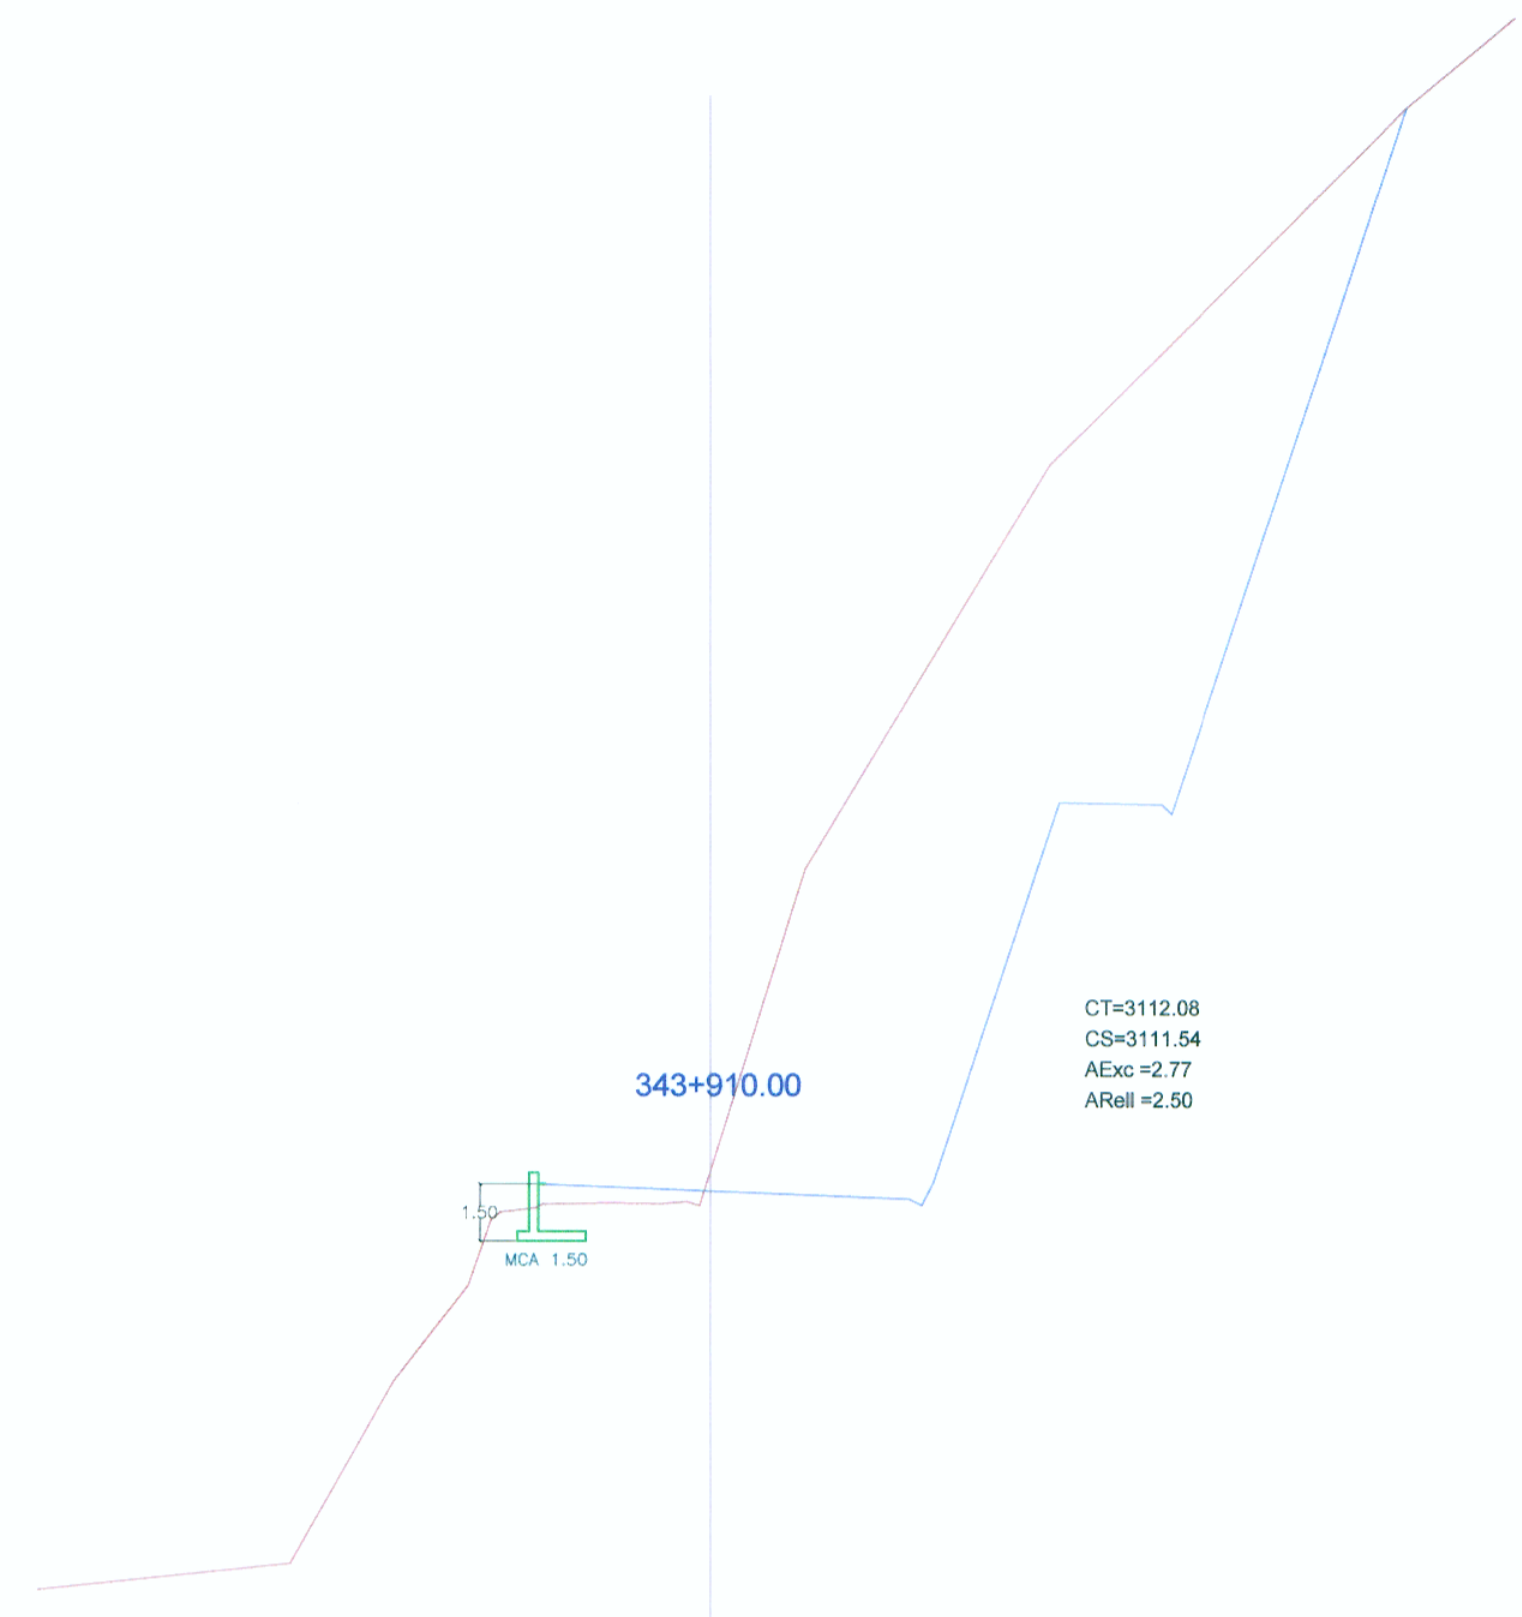 343+910.00
CT=3112.08
CS=3111.54
AExc =2.77
ARell =2.50
1.50
MCA 1.50